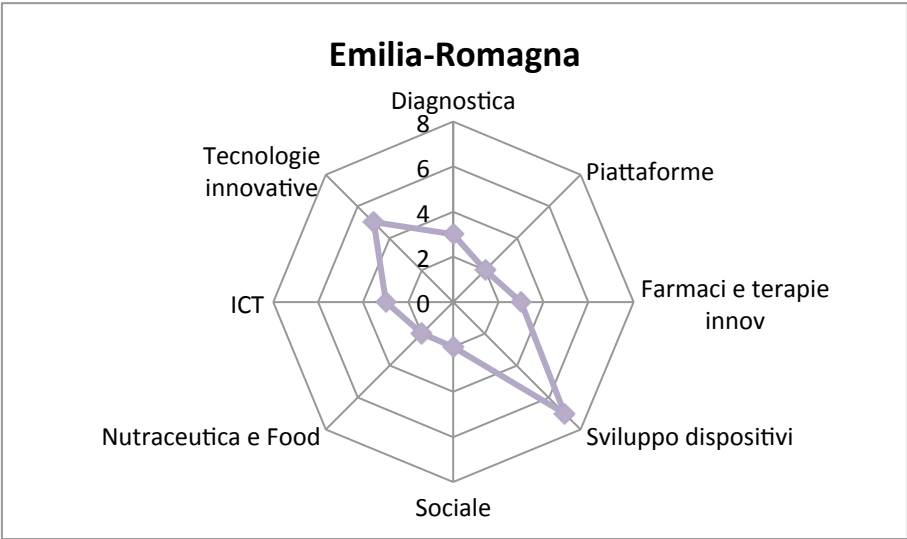 Emilia-Romagna
Diagnostica
8
Tecnologie
innovative
Piattaforme
6
4
2
ICT
0
Farmaci e terapie
innov
Nutraceutica e Food
Sviluppo dispositivi
Sociale